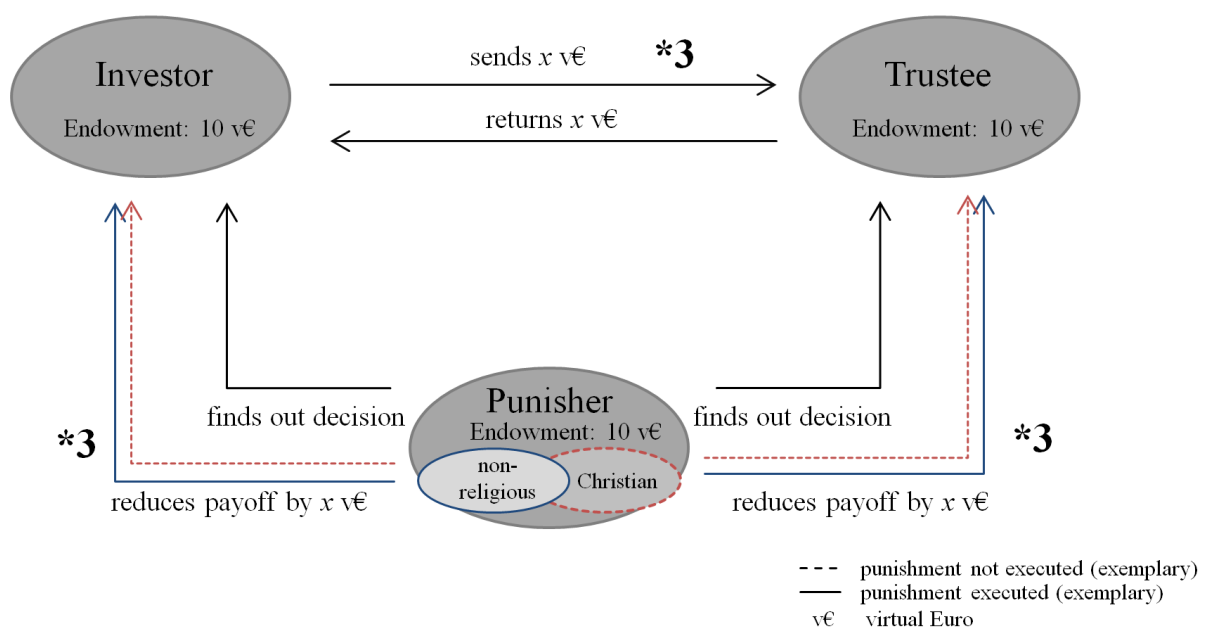 Investor
Endowment: 10 v€
sends x v€
*3
returns x v€
Trustee
Endowment: 10 v€
Punisher
Endowment: 10 v€
non-
religious
Christian
finds out decision
finds out decision
*3
*3
reduces payoff by x v€
reduces payoff by x v€
punishment not executed (exemplary)
punishment executed (exemplary)
v€ virtual Euro